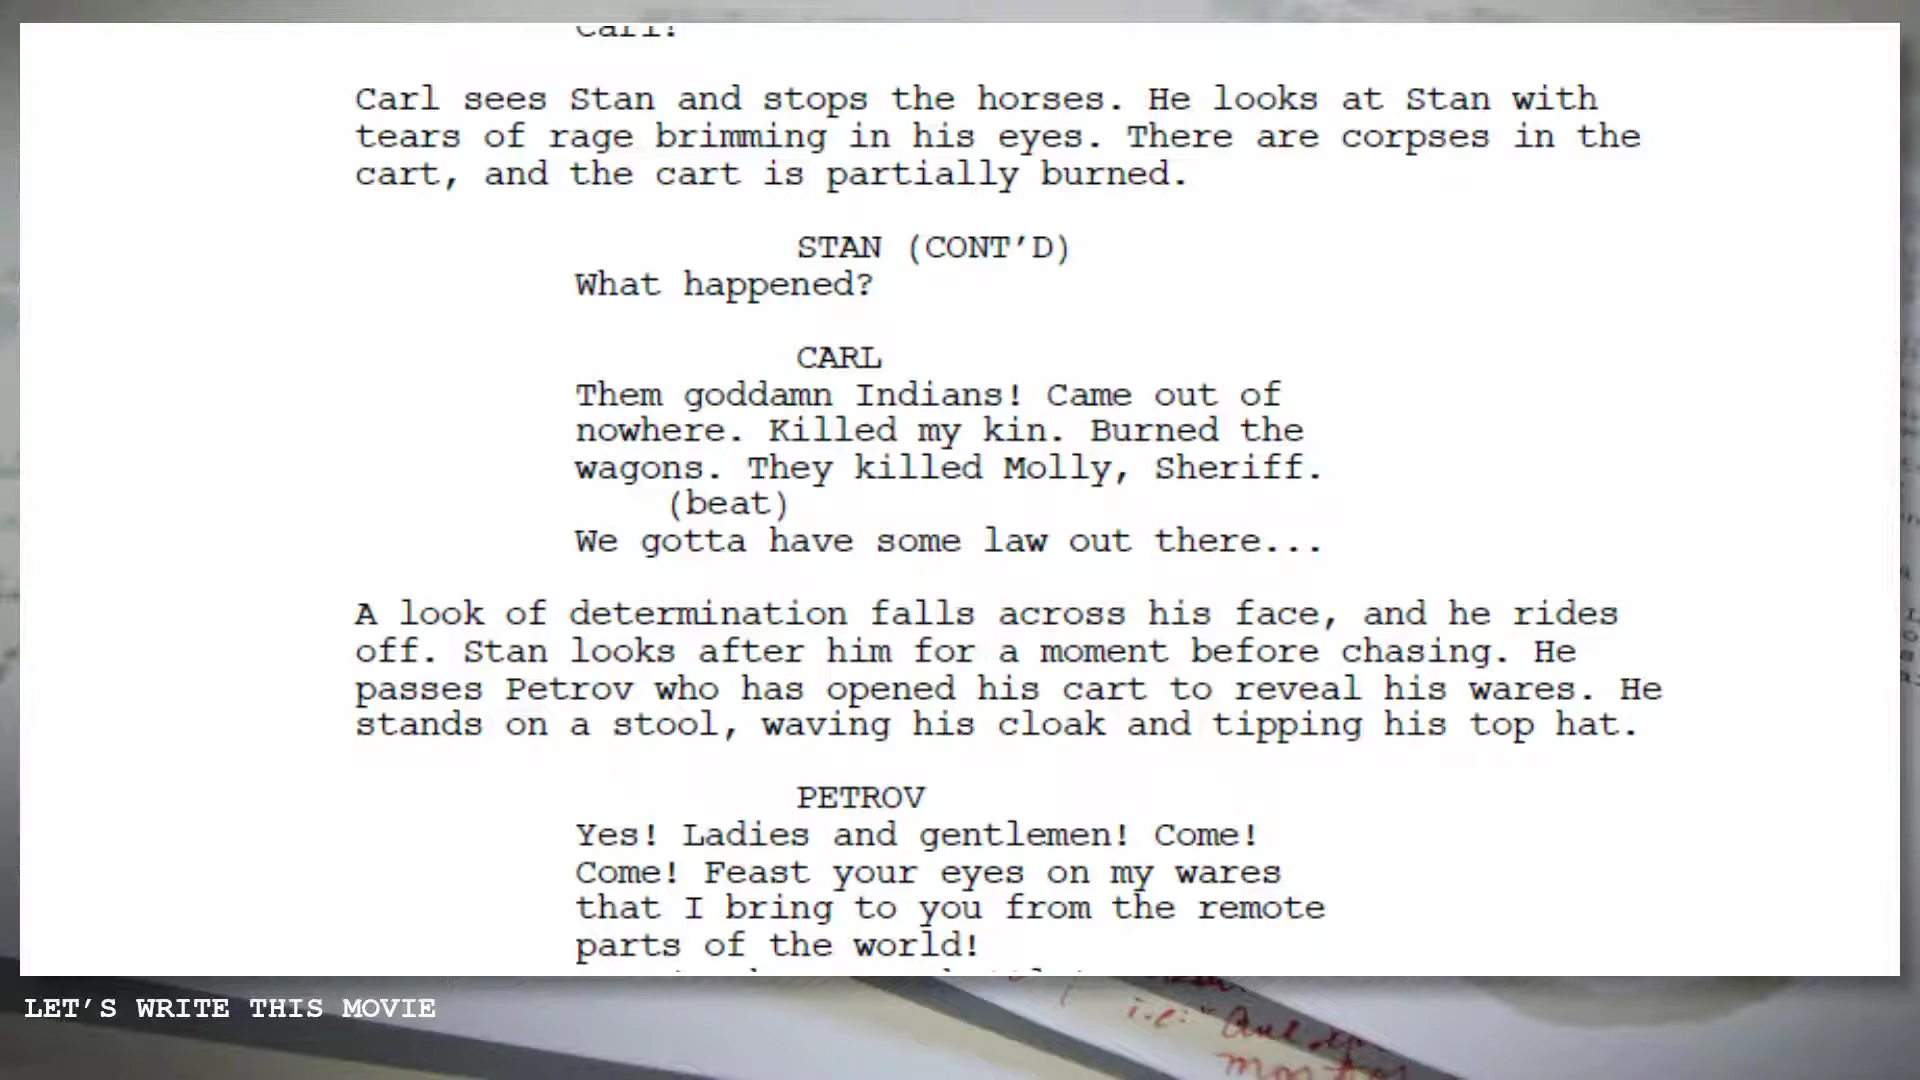 Carl!
Carl sees Stan and stops the horses. He looks at Stan with
tears of rage brimming in his eyes. There are corpses in the
cart, and the cart is partially burned.
STAN (CONT'D)
What happened?
CARL
Them goddamn Indians! Came out of
nowhere. Killed my kin. Burned the
wagons. They killed Molly, Sheriff.
(beat)
We gotta have some law out there...
A look of determination falls across his face, and he rides
off. Stan looks after him for a moment before chasing. He
passes Petrov who has opened his cart to reveal his wares. He
stands on a stool, waving his cloak and tipping his top hat.
PETROV
Yes! Ladies and gentlemen! Come!
Come! Feast your eyes on my wares
that I bring to you from the remote
parts of the world!
LET'S WRITE THIS MOVIE